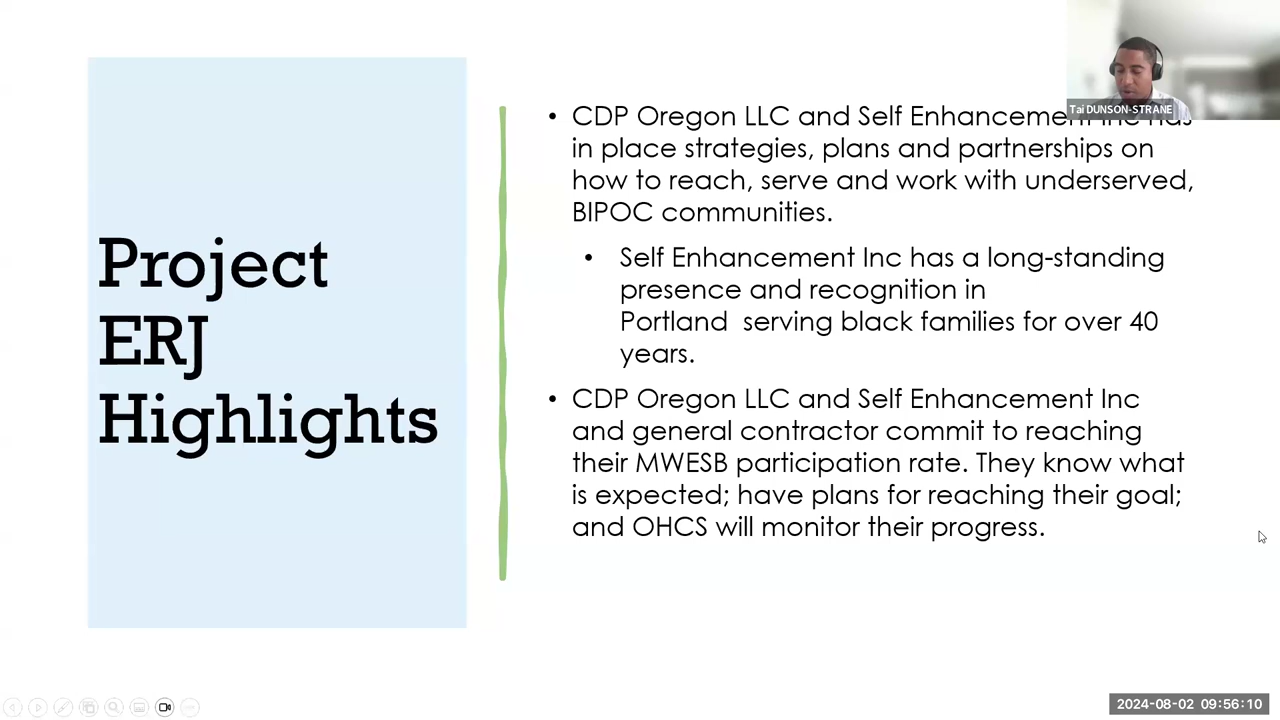 Project
ERJ
Highlights
Tai DUNSON-STRANE
• CDP Oregon LLC and Self Enhancement Inc has
in place strategies, plans and partnerships on
how to reach, serve and work with underserved,
BIPOC communities.
• Self Enhancement Inc has a long-standing
presence and recognition in
Portland  serving black families for over 40
years.
• CDP Oregon LLC and Self Enhancement Inc
and general contractor commit to reaching
their MWESB participation rate. They know what
is expected; have plans for reaching their goal;
and OHCS will monitor their progress.
2024-08-02 09:56:10